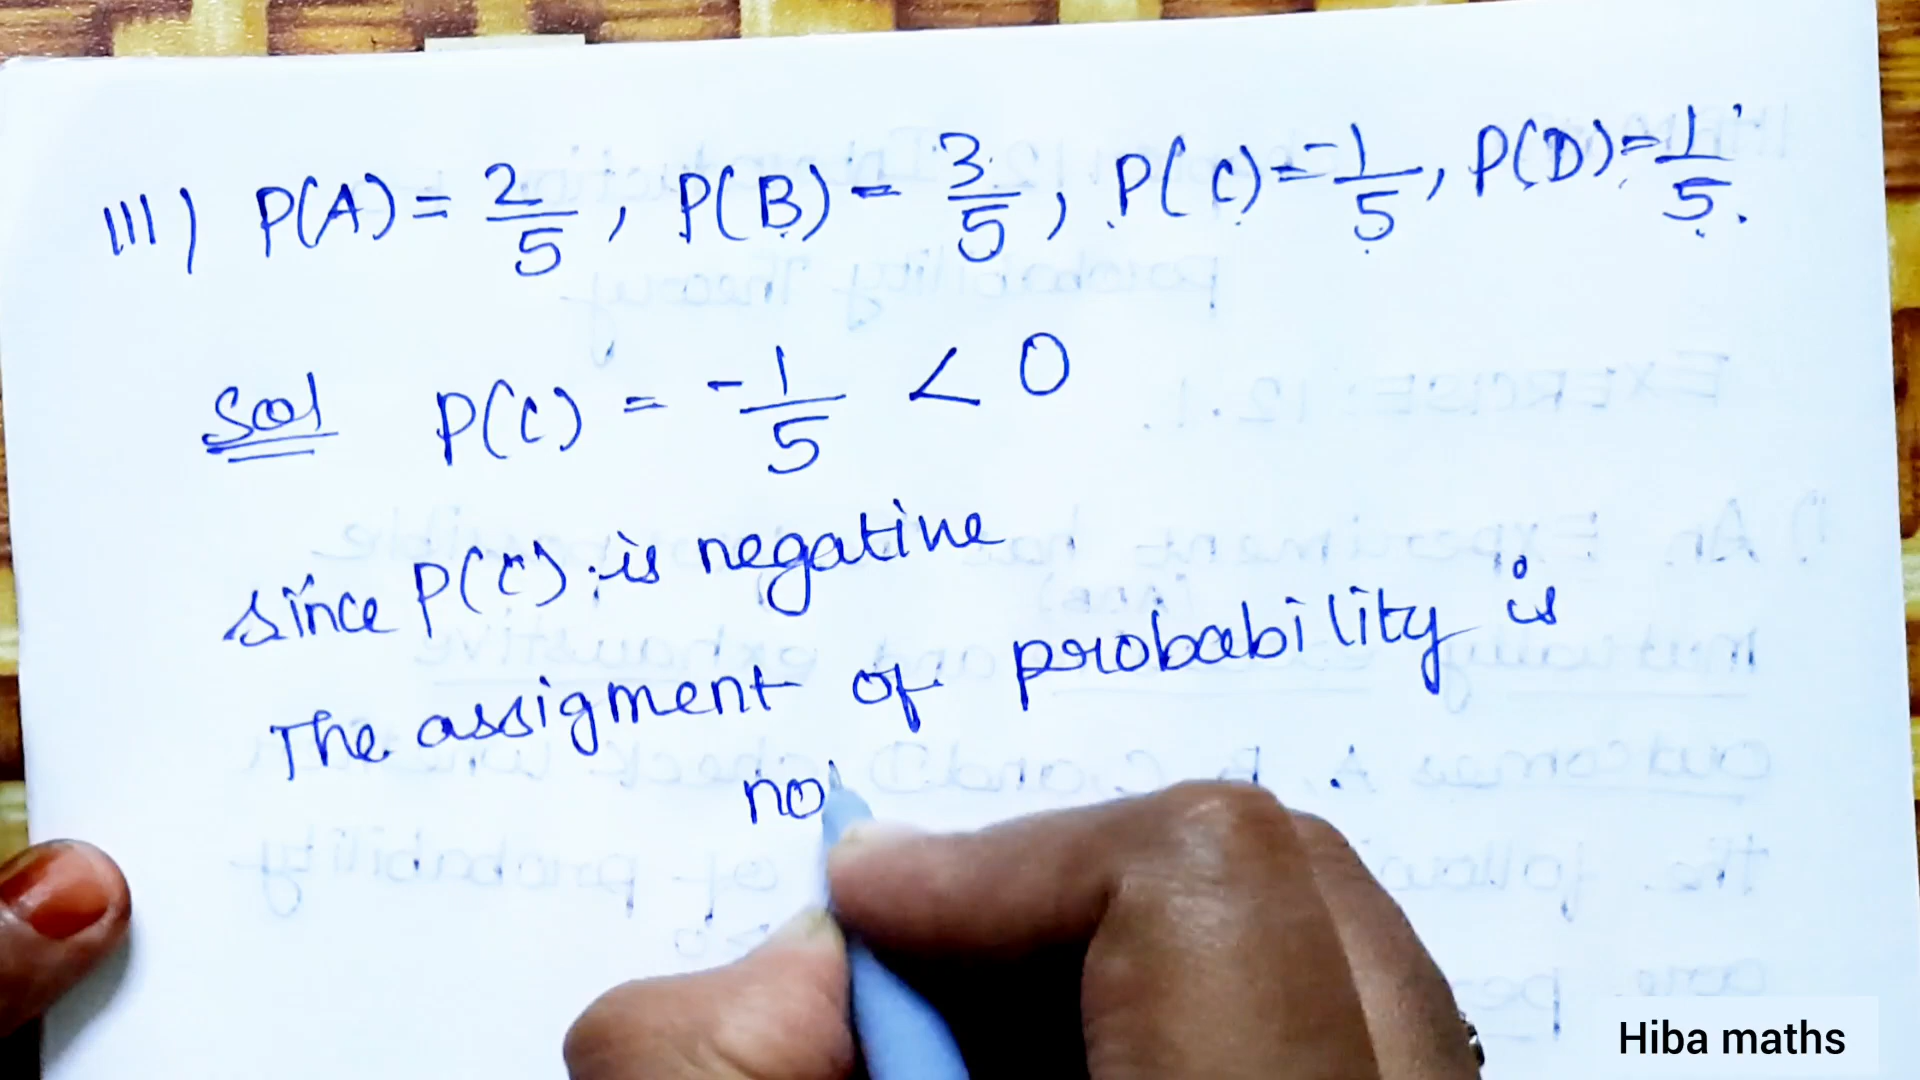 III) P(A) = 2/5, P(B) = 3/5, P(C) = -1/5, P(D) = 1/5.
Sol P(C) = -1/5 < 0
since P(C) is negative
The assigment of probability is
no
Hiba maths